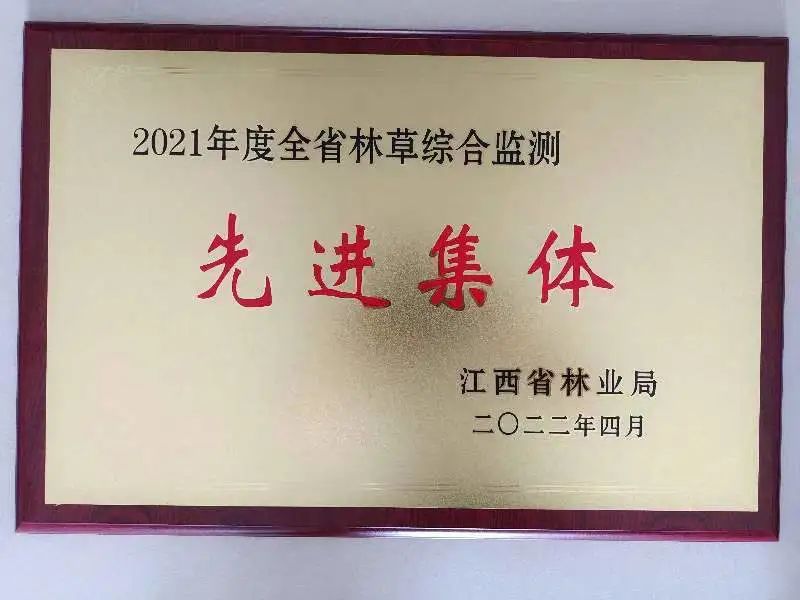 2021年度全省林草综合监测
先进集体
江西省林业局
二〇二二年四月